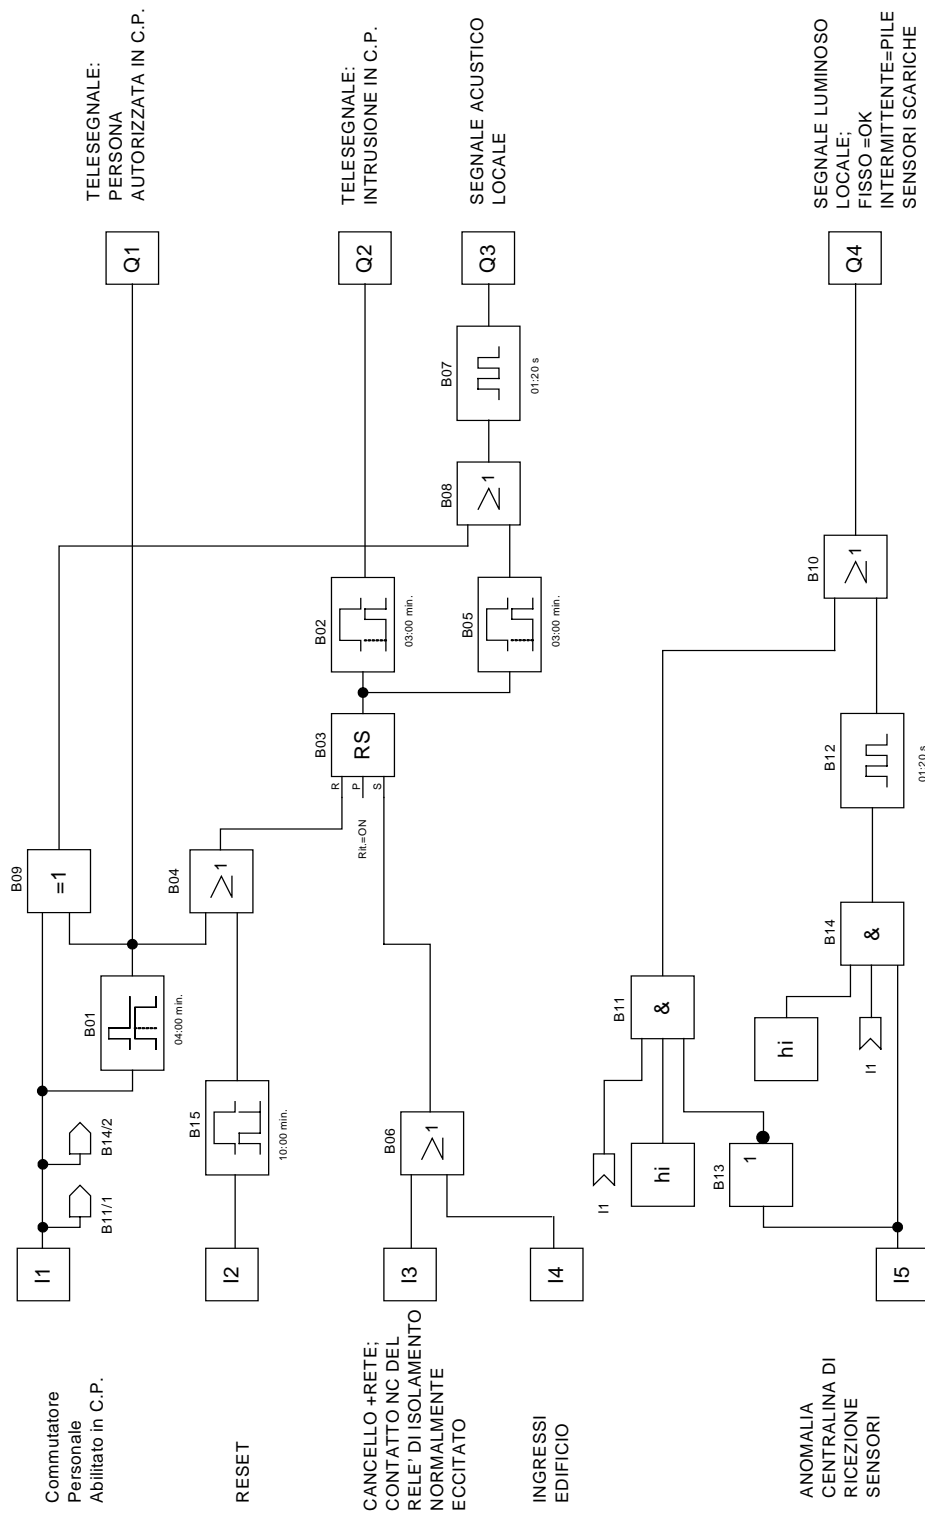 Commutatore
Personale
Abilitato in C.P.
I1
B11/1
B14/2
B01
04:00 min.
B09
=1
Q1
TELESEGNALE:
PERSONA
AUTORIZZATA IN C.P.
RESET
I2
B15
10:00 min.
B04
≥1
CANCELLO +RETE;
CONTATTO NC DEL
RELE' DI ISOLAMENTO
NORMALMENTE
ECCITATO
I3
B06
≥1
Rit.=ON
R
P
S
B03
RS
B02
03:00 min.
Q2
TELESEGNALE:
INTRUSIONE IN C.P.
INGRESSI
EDIFICIO
I4
B05
03:00 min.
B08
≥1
B07
01:20 s
Q3
SEGNALE ACUSTICO
LOCALE
I1
hi
B11
&
B13
1
ANOMALIA
CENTRALINA DI
RICEZIONE
SENSORI
I5
hi
I1
B14
&
B12
01:20 s
B10
≥1
Q4
SEGNALE LUMINOSO
LOCALE;
FISSO =OK
INTERMITTENTE=PILE
SENSORI SCARICHE